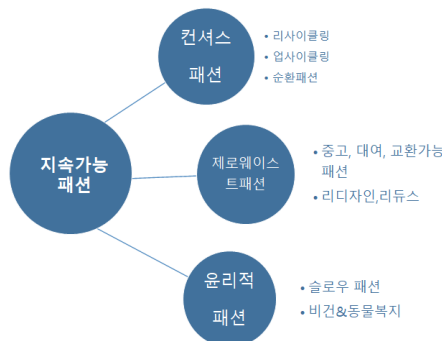 컨셔스
패션
• 리사이클링
• 업사이클링
• 순환패션
지속가능
패션
제로웨이스
트패션
• 중고, 대여, 교환가능
패션
• 리디자인,리듀스
윤리적
패션
• 슬로우 패션
• 비건&동물복지